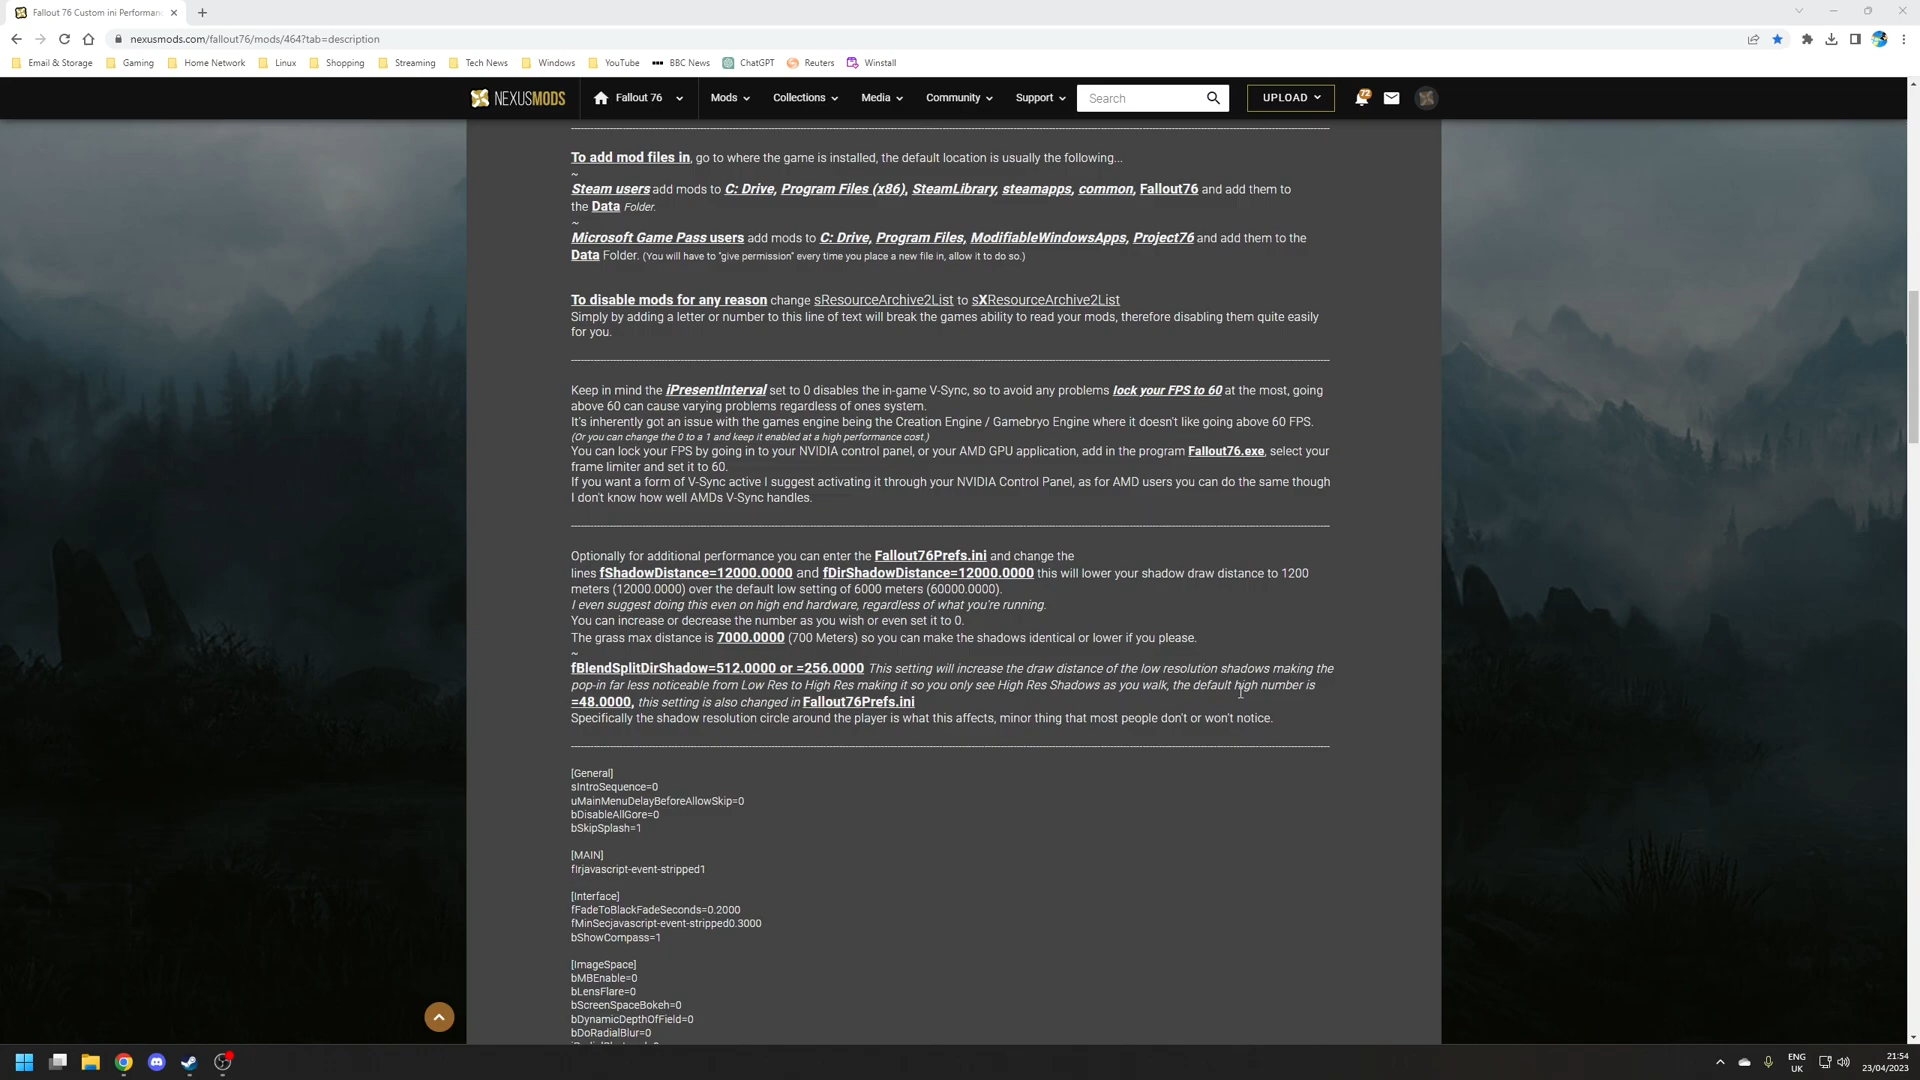 Fallout 76 Custom ini Performanc
nexusmods.com/fallout76/mods/464?tab=description
Email & Storage
Gaming
Home Network
Linux
Shopping
Streaming
Tech News
Windows
YouTube
BBC News
ChatGPT
Reuters
Winstall
NEXUSMODS
Fallout 76
Mods
Collections
Media
Community
Support
Search
UPLOAD
72
To add mod files in, go to where the game is installed, the default location is usually the following...
~
Steam users add mods to C: Drive, Program Files (x86), SteamLibrary, steamapps, common, Fallout76 and add them to
the Data Folder.
~
Microsoft Game Pass users add mods to C: Drive, Program Files, ModifiableWindowsApps, Project76 and add them to the
Data Folder. (You will have to "give permission" every time you place a new file in, allow it to do so.)
To disable mods for any reason change sResourceArchive2List to sXResourceArchive2List
Simply by adding a letter or number to this line of text will break the games ability to read your mods, therefore disabling them quite easily
for you.
Keep in mind the iPresentInterval set to 0 disables the in-game V-Sync, so to avoid any problems lock your FPS to 60 at the most, going
above 60 can cause varying problems regardless of ones system.
It's inherently got an issue with the games engine being the Creation Engine / Gamebryo Engine where it doesn't like going above 60 FPS.
(Or you can change the 0 to a 1 and keep it enabled at a high performance cost.)
You can lock your FPS by going in to your NVIDIA control panel, or your AMD GPU application, add in the program Fallout76.exe, select your
frame limiter and set it to 60.
If you want a form of V-Sync active I suggest activating it through your NVIDIA Control Panel, as for AMD users you can do the same though
I don't know how well AMDs V-Sync handles.
Optionally for additional performance you can enter the Fallout76Prefs.ini and change the
lines fShadowDistance=12000.0000 and fDirShadowDistance=12000.0000 this will lower your shadow draw distance to 1200
meters (12000.0000) over the default low setting of 6000 meters (60000.0000).
I even suggest doing this even on high end hardware, regardless of what you're running.
You can increase or decrease the number as you wish or even set it to 0.
The grass max distance is 7000.0000 (700 Meters) so you can make the shadows identical or lower if you please.
~
fBlendSplitDirShadow=512.0000 or =256.0000 This setting will increase the draw distance of the low resolution shadows making the
pop-in far less noticeable from Low Res to High Res making it so you only see High Res Shadows as you walk, the default high number is
=48.0000, this setting is also changed in Fallout76Prefs.ini
Specifically the shadow resolution circle around the player is what this affects, minor thing that most people don't or won't notice.
[General]
sIntroSequence=0
uMainMenuDelayBeforeAllowSkip=0
bDisableAllGore=0
bSkipSplash=1
[MAIN]
fIrjavascript-event-stripped1
[Interface]
fFadeToBlackFadeSeconds=0.2000
fMinSecjavascript-event-stripped0.3000
bShowCompass=1
[ImageSpace]
bMBEnable=0
bLensFlare=0
bScreenSpaceBokeh=0
bDynamicDepthOfField=0
bDoRadialBlur=0
ENG
UK
21:54
23/04/2023